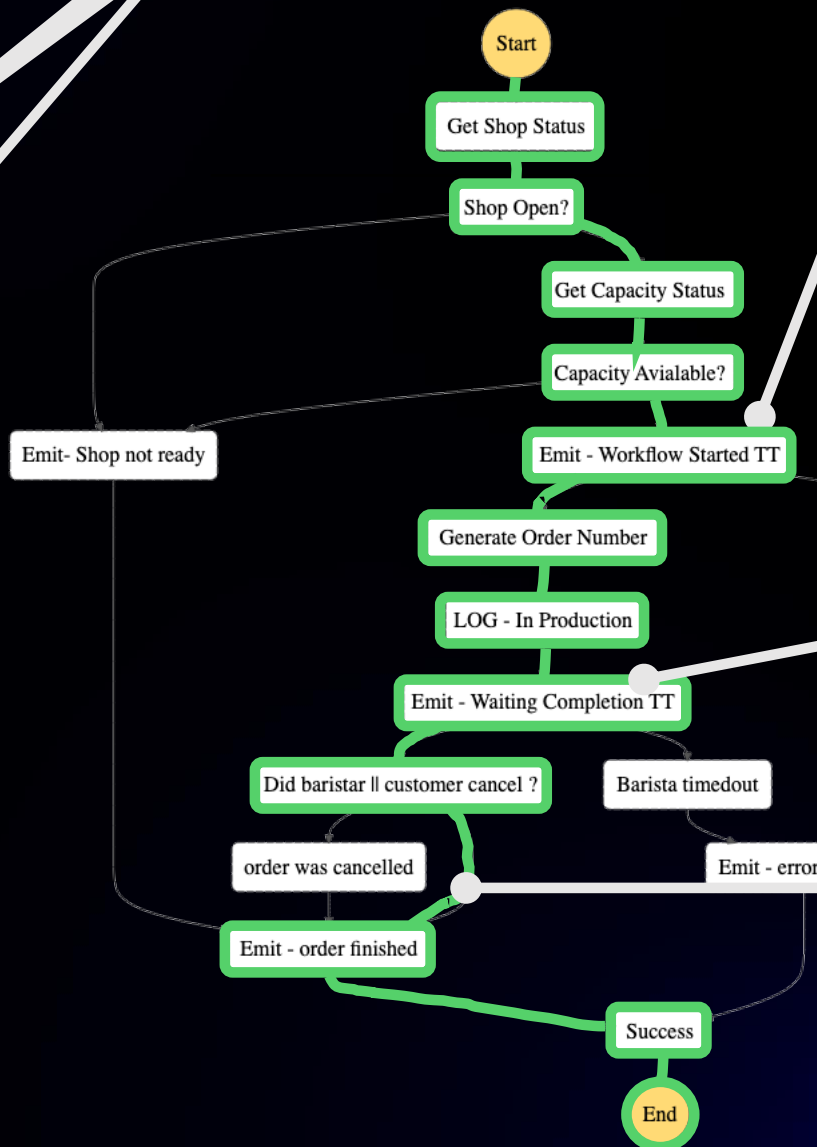 Start
Get Shop Status
Shop Open?
Get Capacity Status
Capacity Avialable?
Emit- Shop not ready
Emit - Workflow Started TT
Generate Order Number
LOG - In Production
Emit - Waiting Completion TT
Did baristar || customer cancel ?
Barista timedout
order was cancelled
Emit - error
Emit - order finished
Success
End